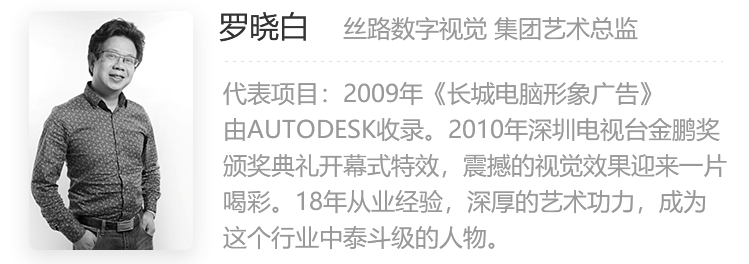 罗晓白 丝路数字视觉 集团艺术总监
代表项目：2009年《长城电脑形象广告》
由AUTODESK收录。2010年深圳电视台金鹏奖
颁奖典礼开幕式特效，震撼的视觉效果迎来一片
喝彩。18年从业经验，深厚的艺术功力，成为
这个行业中泰斗级的人物。